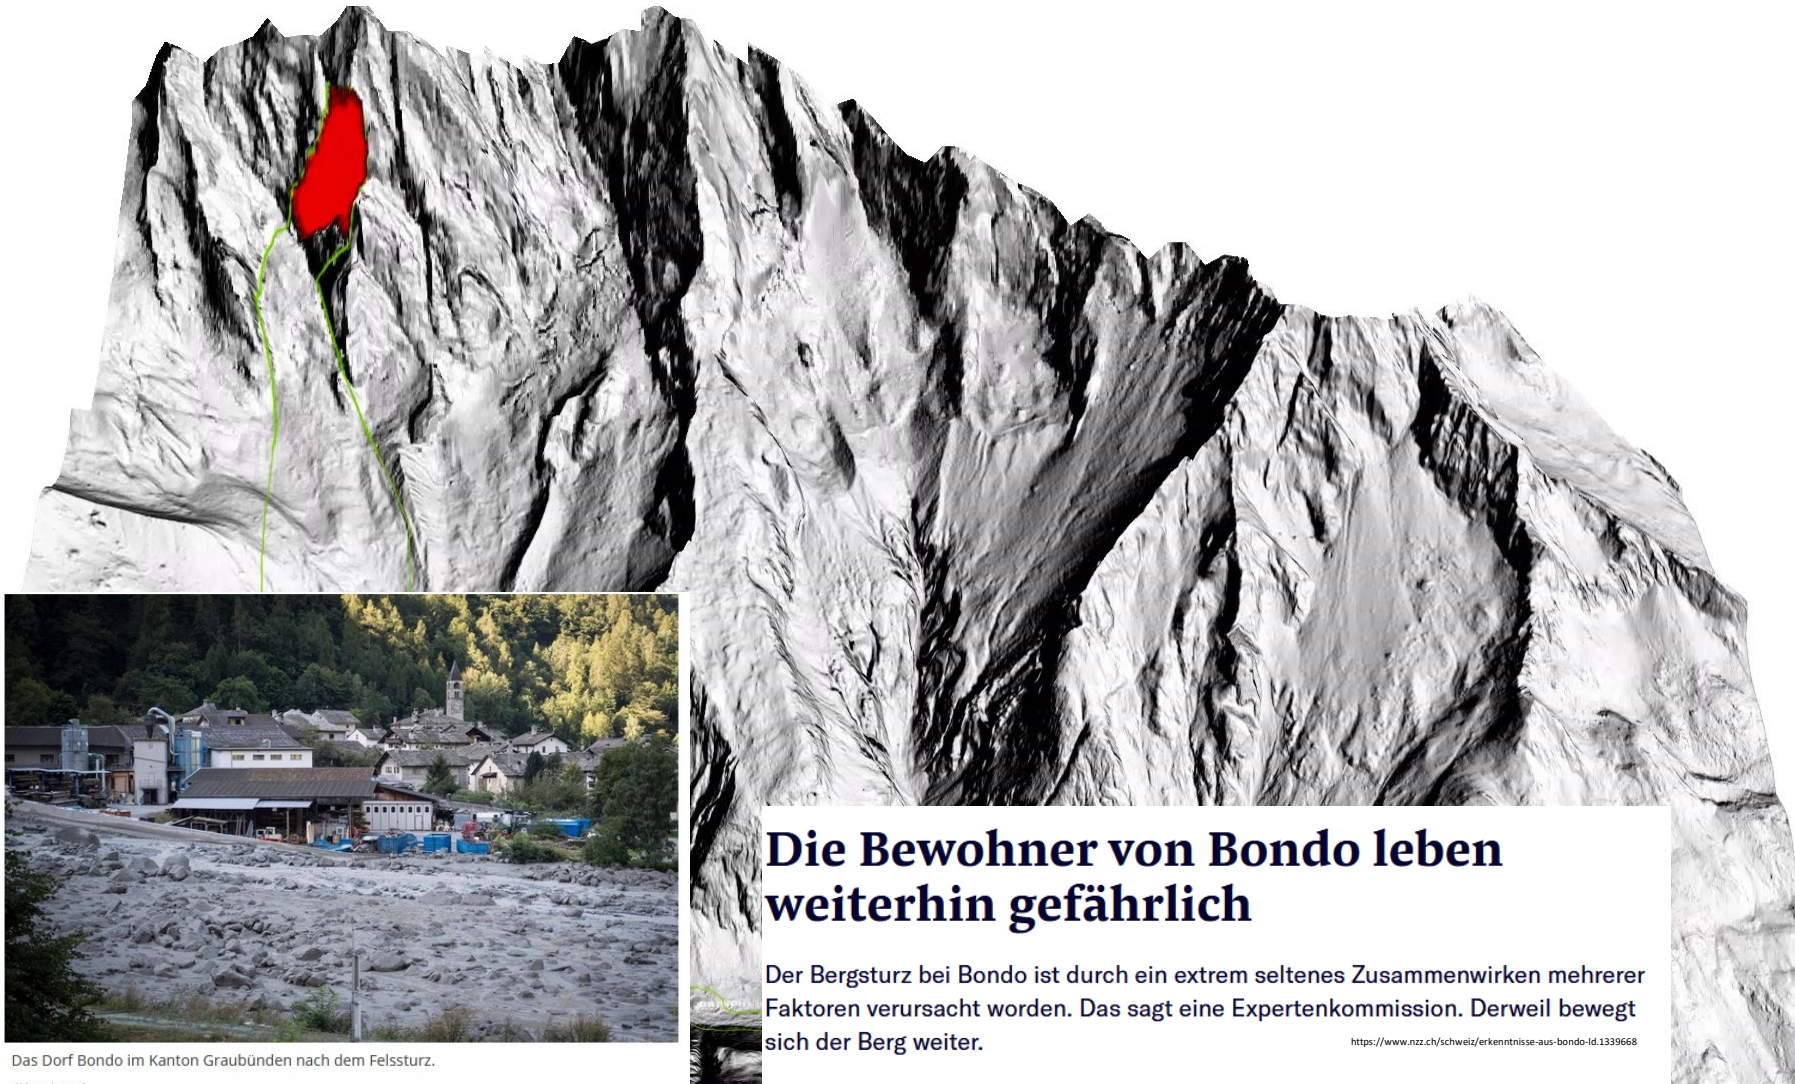 Die Bewohner von Bondo leben
weiterhin gefährlich
Der Bergsturz bei Bondo ist durch ein extrem seltenes Zusammenwirken mehrerer
Faktoren verursacht worden. Das sagt eine Expertenkommission. Derweil bewegt
sich der Berg weiter.
https://www.nzz.ch/schweiz/erkenntnisse-aus-bondo-ld.1339668
Das Dorf Bondo im Kanton Graubünden nach dem Felssturz.